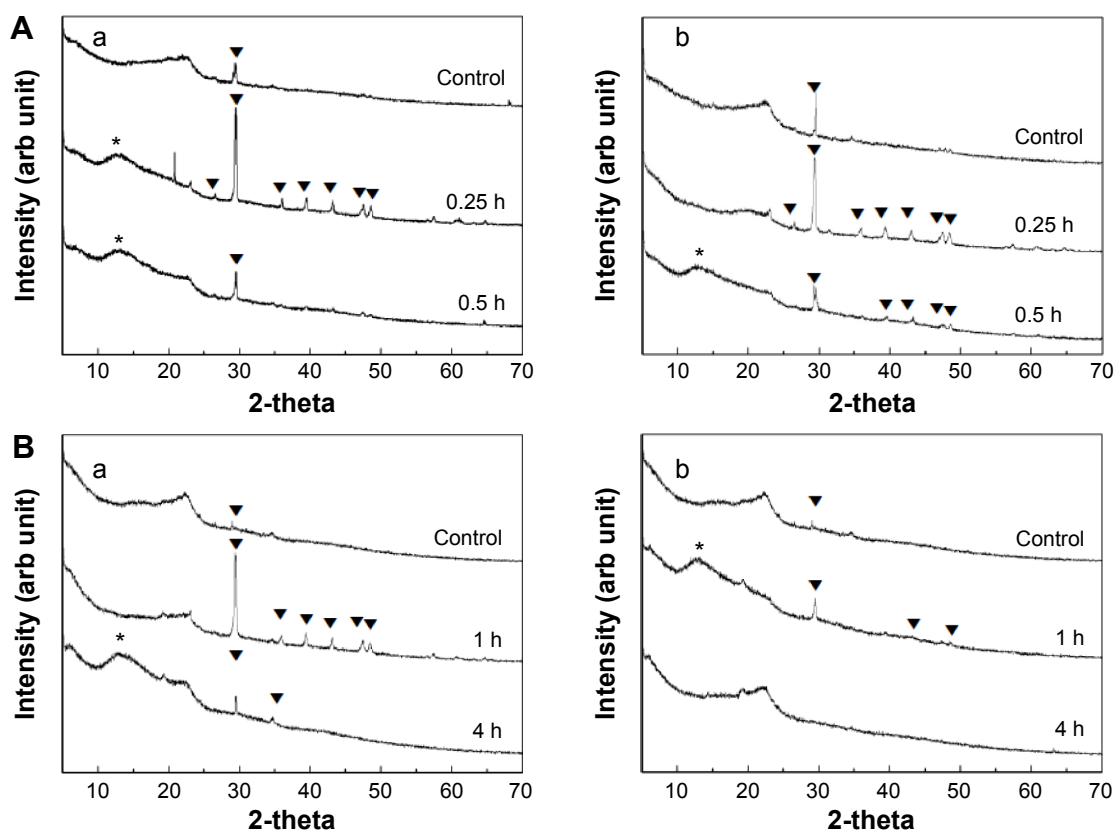 A
a
Intensity (arb unit)
*
*
Control
0.25 h
0.5 h
10 20 30 40 50 60 70
2-theta
b
Intensity (arb unit)
*
Control
0.25 h
0.5 h
10 20 30 40 50 60 70
2-theta
B
a
Intensity (arb unit)
*
Control
1 h
4 h
10 20 30 40 50 60 70
2-theta
b
Intensity (arb unit)
*
Control
1 h
4 h
10 20 30 40 50 60 70
2-theta